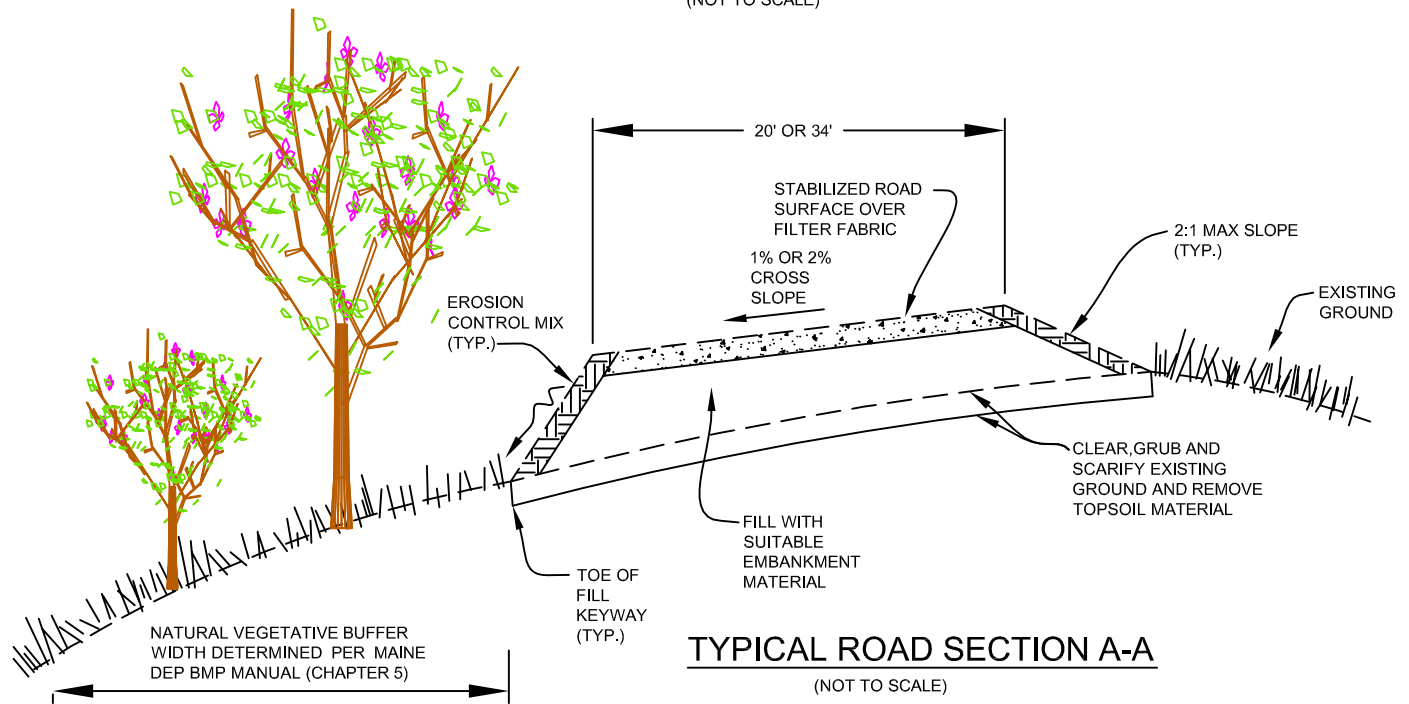 (NOT TO SCALE)
20' OR 34'
STABILIZED ROAD
SURFACE OVER
FILTER FABRIC
2:1 MAX SLOPE
(TYP.)
1% OR 2%
CROSS
SLOPE
EXISTING
GROUND
EROSION
CONTROL MIX
(TYP.)
CLEAR,GRUB AND
SCARIFY EXISTING
GROUND AND REMOVE
TOPSOIL MATERIAL
FILL WITH
SUITABLE
EMBANKMENT
MATERIAL
TOE OF
FILL
KEYWAY
(TYP.)
NATURAL VEGETATIVE BUFFER
WIDTH DETERMINED PER MAINE
DEP BMP MANUAL (CHAPTER 5)
TYPICAL ROAD SECTION A-A
(NOT TO SCALE)